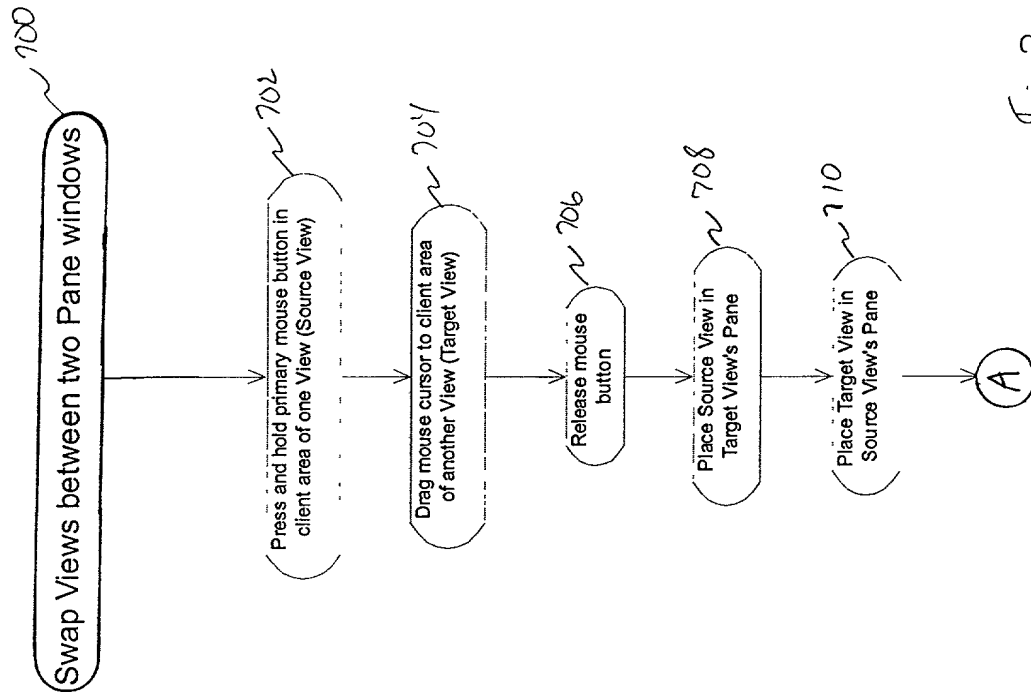 700
Swap Views between two Pane windows
702
Press and hold primary mouse button in
client area of one View (Source View)
704
Drag mouse cursor to client area
of another View (Target View)
706
Release mouse
button
708
Place Source View in
Target View's Pane
710
Place Target View in
Source View's Pane
A